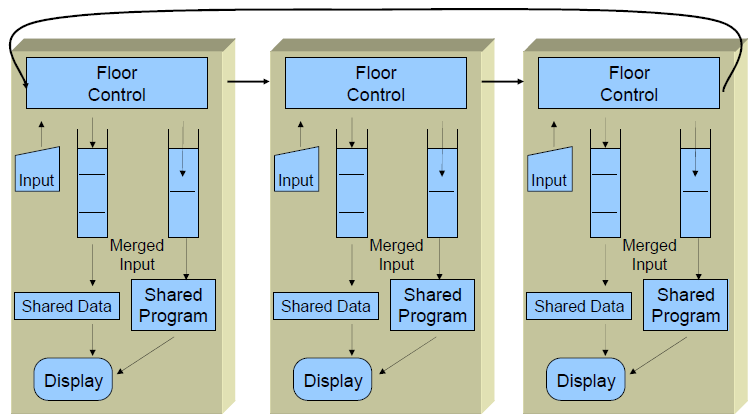 Floor
Control
Input
Merged
Input
Shared Data
Shared
Program
Display
Floor
Control
Input
Merged
Input
Shared Data
Shared
Program
Display
Floor
Control
Input
Merged
Input
Shared Data
Shared
Program
Display